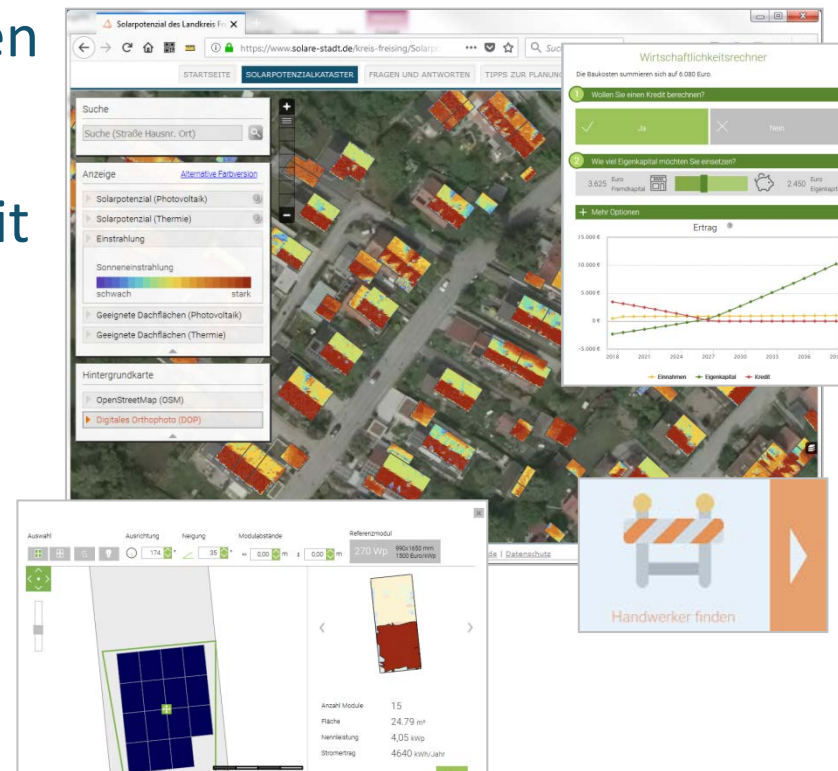 en
it
Solarpotenzial des Landkreis Fr
https://www.solare-stadt.de/kreis-freising/Solarpo
STARTSEITE
SOLARPOTENZIALKATASTER
FRAGEN UND ANTWORTEN
TIPPS ZUR PLANUNG
Suche
Suche (Straße Hausnr. Ort)
Anzeige
Alternative Farbversion
Solarpotenzial (Photovoltaik)
Solarpotenzial (Thermie)
Einstrahlung
Sonneneinstrahlung
schwach stark
Geeignete Dachflächen (Photovoltaik)
Geeignete Dachflächen (Thermie)
Hintergrundkarte
OpenStreetMap (OSM)
Digitales Orthophoto (DOP)
de | Datenschutz
Wirtschaftlichkeitsrechner
Die Baukosten summieren sich auf 6.080 Euro.
1 Wollen Sie einen Kredit berechnen?
Ja Nein
2 Wie viel Eigenkapital möchten Sie einsetzen?
3.625 Euro Fremdkapital
2.450 Euro Eigenkapit
+ Mehr Optionen
Ertrag
15.000 €
10.000 €
5.000 €
0 €
-5.000 €
2018 2021 2024 2027 2030 2033 2036
Einnahmen Eigenkapital Kredit
Handwerker finden
Auswahl
Ausrichtung
Neigung
Modulabstände
Referenzmodul
174 °
35 °
0,00 m
0,00 m
270 Wp
990x1650 mm
1500 Euro/kWp
Anzahl Module 15
Fläche 24.79 m²
Nennleistung 4,05 kWp
Stromertrag 4640 kWh/Jahr